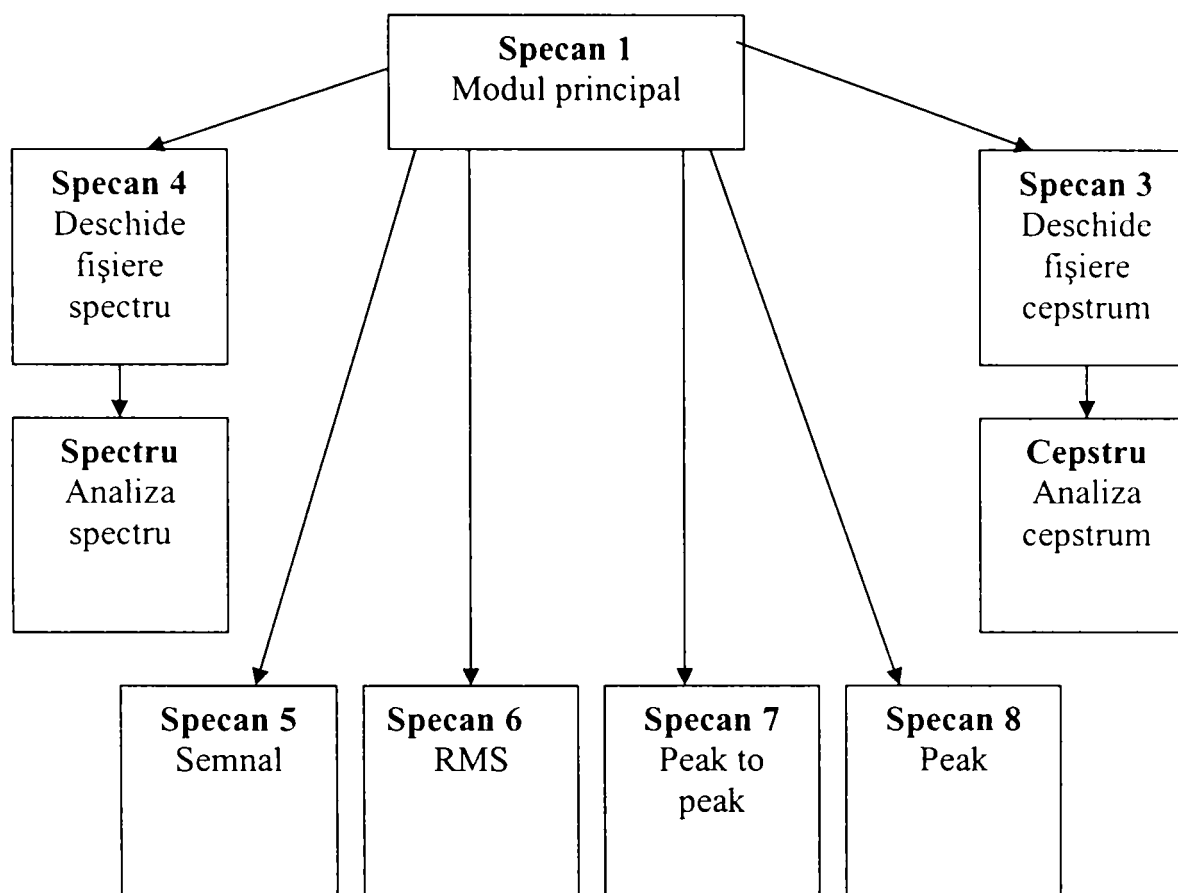 Specan 1
Modul principal
Specan 4
Deschide
fişiere
spectru
Specan 3
Deschide
fişiere
cepstrum
Spectru
Analiza
spectru
Cepstru
Analiza
cepstrum
Specan 5
Semnal
Specan 6
RMS
Specan 7
Peak to
peak
Specan 8
Peak